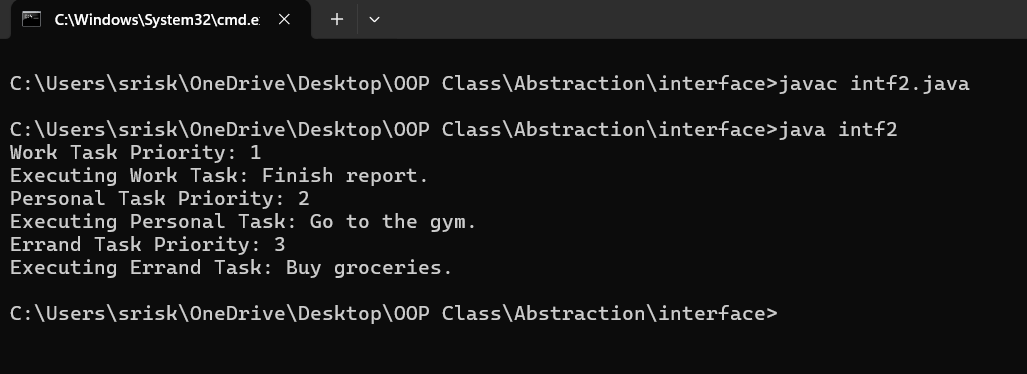 C:\Windows\System32\cmd.e
C:\Users\srisk\OneDrive\Desktop\OOP Class\Abstraction\interface>javac intf2.java
C:\Users\srisk\OneDrive\Desktop\OOP Class\Abstraction\interface>java intf2
Work Task Priority: 1
Executing Work Task: Finish report.
Personal Task Priority: 2
Executing Personal Task: Go to the gym.
Errand Task Priority: 3
Executing Errand Task: Buy groceries.
C:\Users\srisk\OneDrive\Desktop\OOP Class\Abstraction\interface>